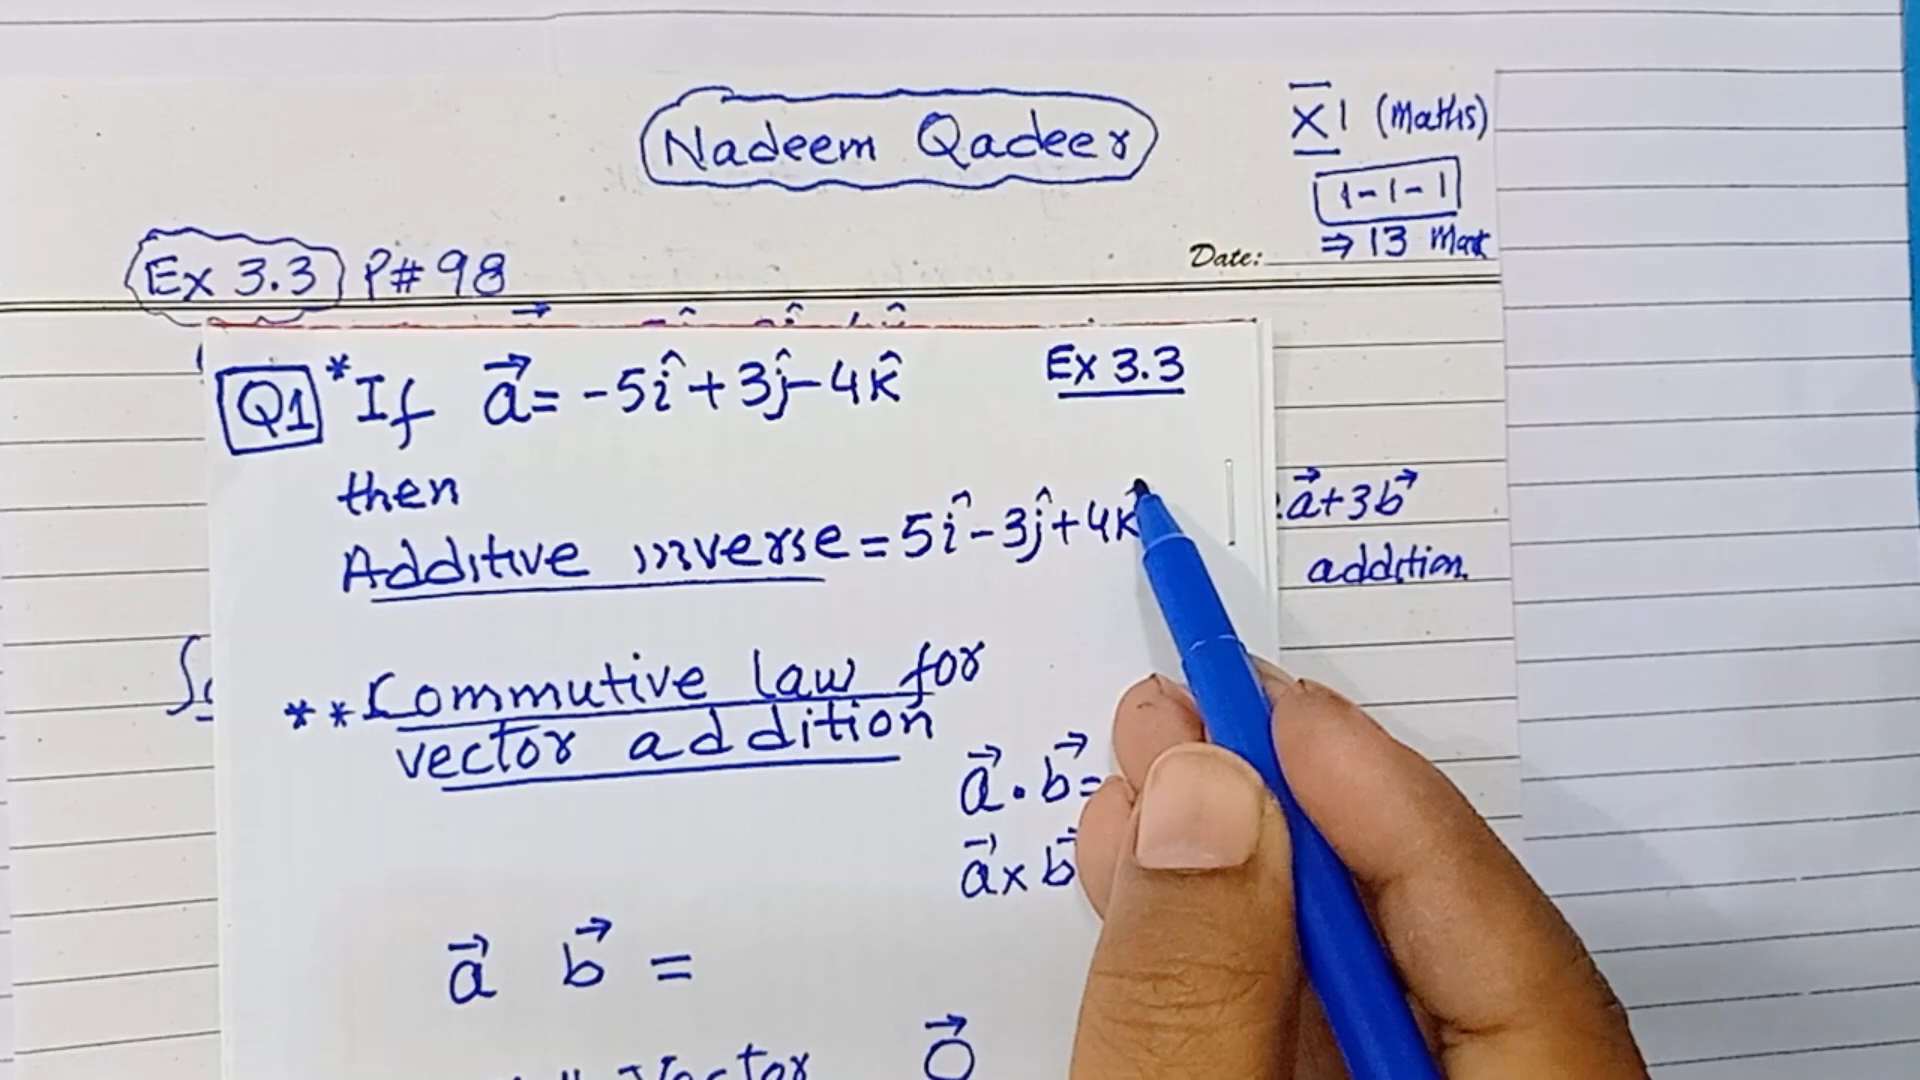 Nadeem Qadeer
XI (Maths)
1-1-1
⇒ 13 Mark
Date:
Ex 3.3 P# 98
Q1 *If a⃗ = -5î+3ĵ-4k̂
Ex 3.3
then
Additive inverse = 5î-3ĵ+4k
a⃗+3b⃗
addition.
**Commutive law for
vector addition
a⃗ . b⃗ =
a⃗ x b⃗
a⃗ b⃗ =
Vector O⃗